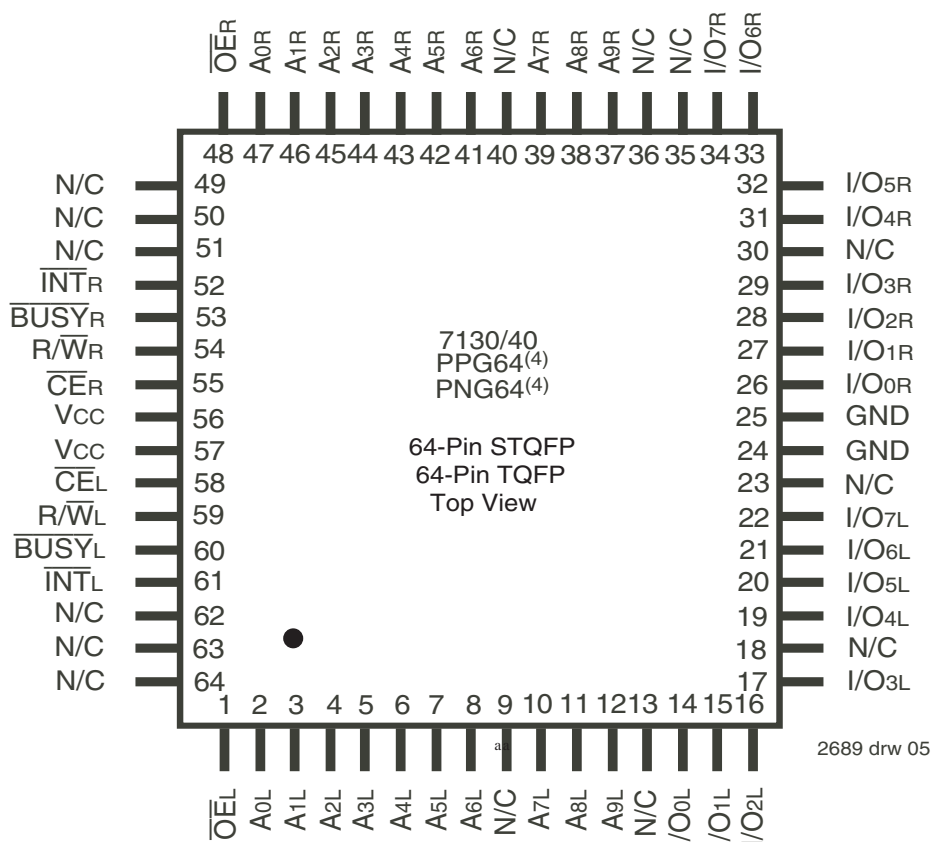 OER A0R A1R A2R A3R A4R A5R A6R N/C A7R A8R A9R N/C N/C I/O7R I/O6R
48 47 46 45 44 43 42 41 40 39 38 37 36 35 34 33
N/C 49 32 I/O5R
N/C 50 31 I/O4R
N/C 51 30 N/C
INTR 52 29 I/O3R
BUSYR 53 28 I/O2R
R/WR 54 27 I/O1R
CER 55 26 I/O0R
VCC 56 25 GND
VCC 57 24 GND
CEL 58 23 N/C
R/WL 59 22 I/O7L
BUSYL 60 21 I/O6L
INTL 61 20 I/O5L
N/C 62 19 I/O4L
N/C 63 18 N/C
N/C 64 17 I/O3L
7130/40
PPG64(4)
PNG64(4)
64-Pin STQFP
64-Pin TQFP
Top View
1 2 3 4 5 6 7 8 9 10 11 12 13 14 15 16
2689 drw 05
OEL A0L A1L A2L A3L A4L A5L A6L N/C A7L A8L A9L N/C /O0L /O1L I/O2L